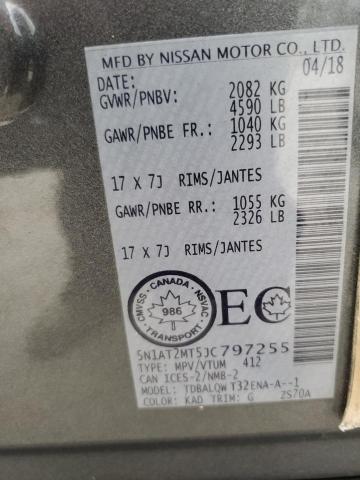 MFD BY NISSAN MOTOR CO., LTD.
DATE: 04/18
GVWR/PNBV: 2082 KG
4590 LB
GAWR/PNBE FR.: 1040 KG
2293 LB
17 X 7J RIMS/JANTES
GAWR/PNBE RR.: 1055 KG
2326 LB
17 X 7J RIMS/JANTES
CANADA CMVSS NSVAC 986
EC
5N1AT2MT5JC797255
TYPE: MPV/VTUM 412
CAN ICES-2/NMB-2
MODEL: TDBALQW T32ENA-A--1
COLOR: KAD TRIM: G 2S70A